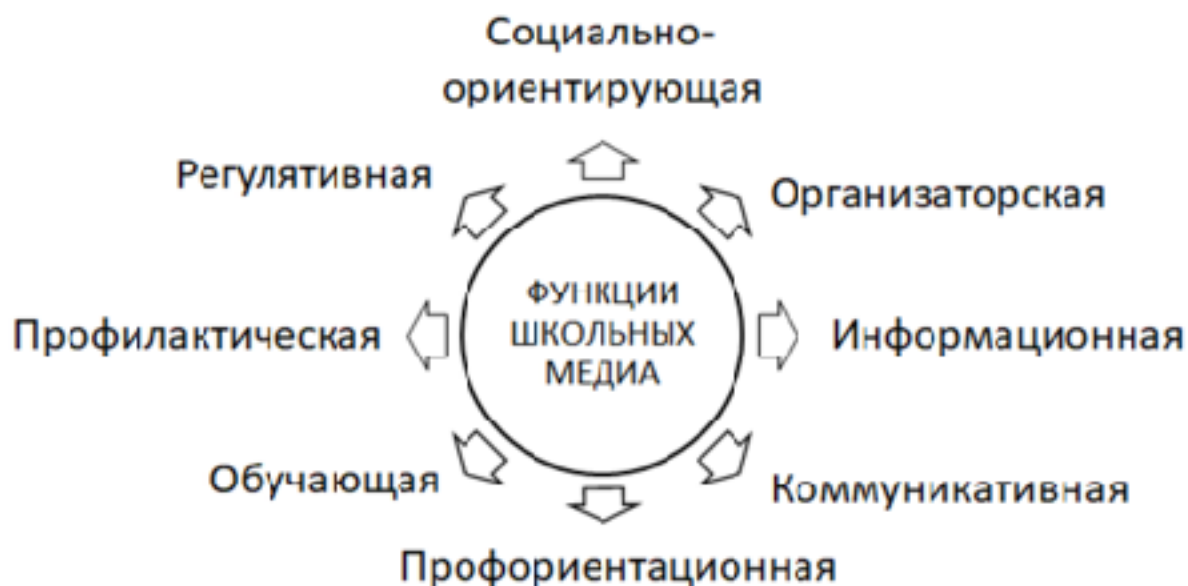 Социально-
ориентирующая
Регулятивная
Организаторская
ФУНКЦИИ
ШКОЛЬНЫХ
МЕДИА
Профилактическая
Информационная
Обучающая
Коммуникативная
Профориентационная